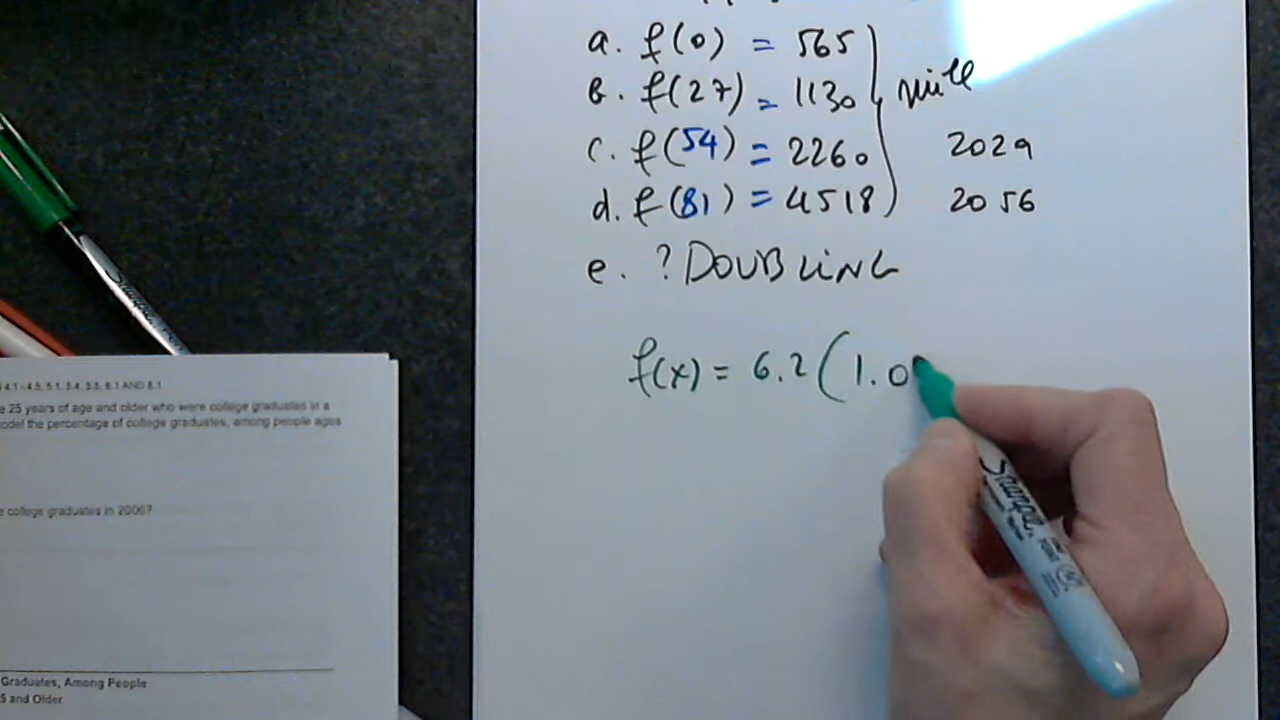 a. f(0) = 565
b. f(27) = 1130
mill
c. f(54) = 2260 2029
d. f(81) = 4518 2056
e. ? DOUBLING
f(x) = 6.2 (1.0
e 25 years of age and older who were college graduates in a
odel the percentage of college graduates, among people ages
e college graduates in 2006?
Graduates, Among People
5 and Older
Sharpie